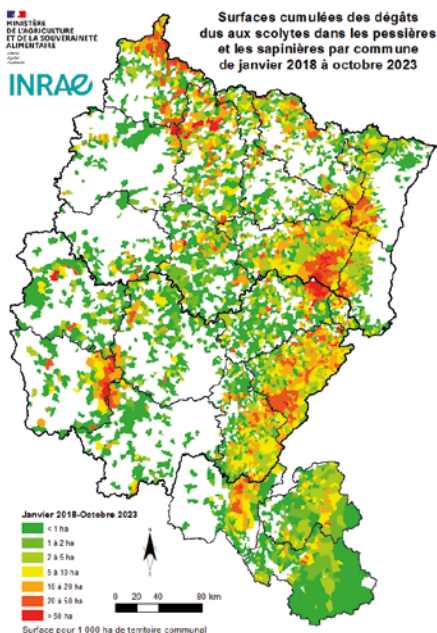 MINISTÈRE
DE L'AGRICULTURE
ET DE LA SOUVERAINETÉ
ALIMENTAIRE
INRAE
Surfaces cumulées des dégâts
dus aux scolytes dans les pessières
et les sapinières par commune
de janvier 2018 à octobre 2023
Janvier 2018-Octobre 2023
< 1 ha
1 à 2 ha
2 à 5 ha
5 à 10 ha
10 à 20 ha
20 à 50 ha
> 50 ha
0 40 80 km
Surface pour 1 000 ha de territoire communal